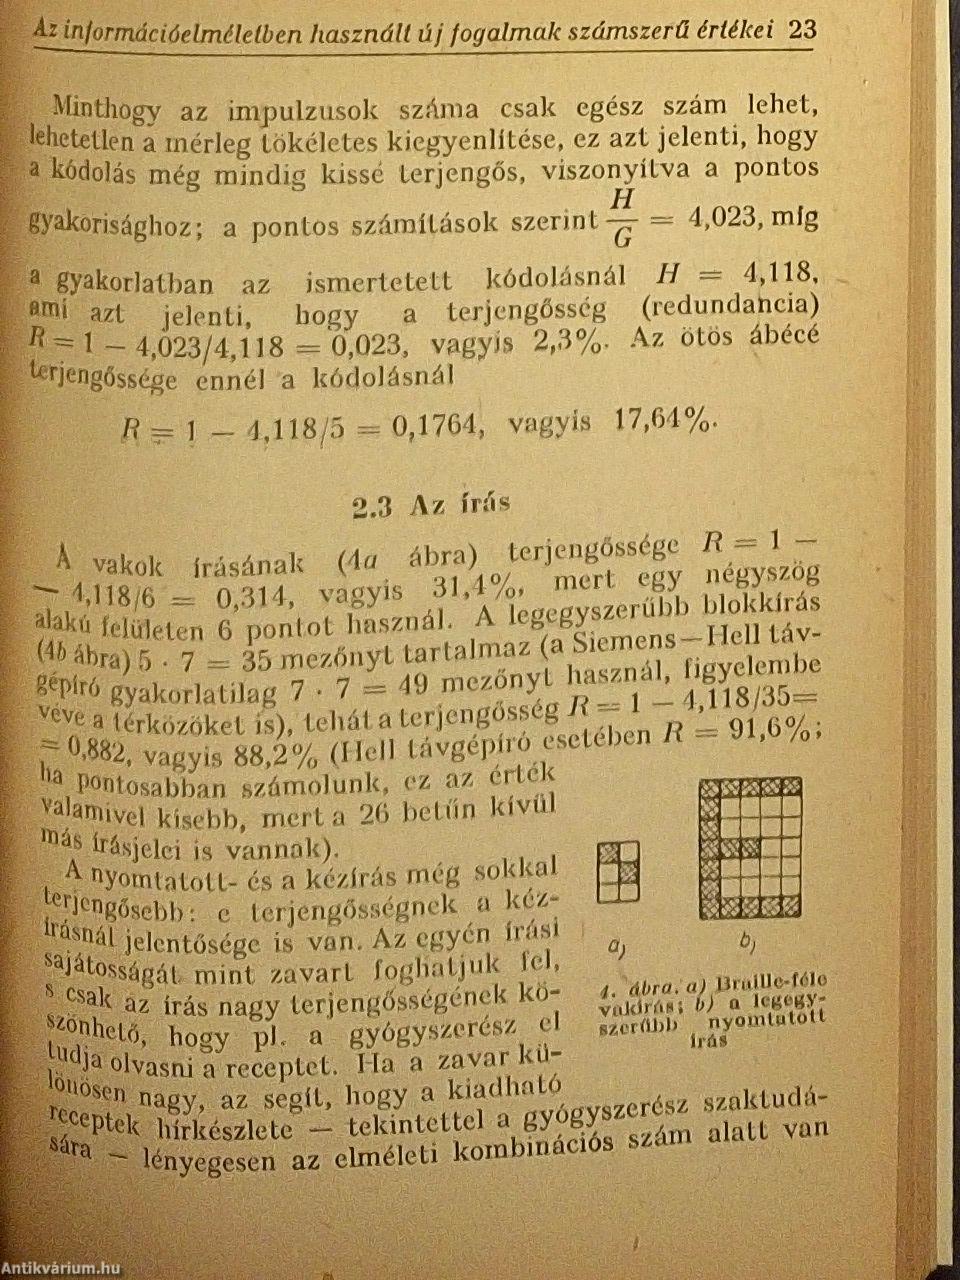 Az információelméletben használt új fogalmak számszerű értékei 23
Minthogy az impulzusok száma csak egész szám lehet,
lehetetlen a mérleg tökéletes kiegyenlítése, ez azt jelenti, hogy
a kódolás még mindig kissé terjengős, viszonyítva a pontos
gyakorisághoz; a pontos számítások szerint H/G = 4,023, míg
a gyakorlatban az ismertetett kódolásnál H = 4,118,
ami azt jelenti, hogy a terjengősség (redundancia)
R = 1 — 4,023/4,118 = 0,023, vagyis 2,3%. Az ötös ábécé
terjengőssége ennél a kódolásnál
R = 1 — 4,118/5 = 0,1764, vagyis 17,64%.
2.3 Az írás
A vakok írásának (4a ábra) terjengőssége R = 1 —
— 4,118/6 = 0,314, vagyis 31,4%, mert egy négyszög
alakú felületen 6 pontot használ. A legegyszerűbb blokkírás
(4b ábra) 5 · 7 = 35 mezőnyt tartalmaz (a Siemens—Hell táv-
gépíró gyakorlatilag 7 · 7 = 49 mezőnyt használ, figyelembe
véve a térközöket is), tehát a terjengősség R = 1 — 4,118/35=
= 0,882, vagyis 88,2% (Hell távgépíró esetében R = 91,6%;
ha pontosabban számolunk, ez az érték
valamivel kisebb, mert a 26 betűn kívül
más írásjelei is vannak).
A nyomtatott- és a kézírás még sokkal
terjengősebb: e terjengősségnek a kéz-
írásnál jelentősége is van. Az egyén írási
sajátosságát mint zavart foghatjuk fel,
s csak az írás nagy terjengősségének kö-
szönhető, hogy pl. a gyógyszerész el
tudja olvasni a receptet. Ha a zavar kü-
lönösen nagy, az segít, hogy a kiadható
receptek hírkészlete — tekintettel a gyógyszerész szaktudá-
sára — lényegesen az elméleti kombinációs szám alatt van
a)
b)
4. ábra. a) Braille-féle
vakírás; b) a legegy-
szerűbb nyomtatott
írás
Antikvárium.hu